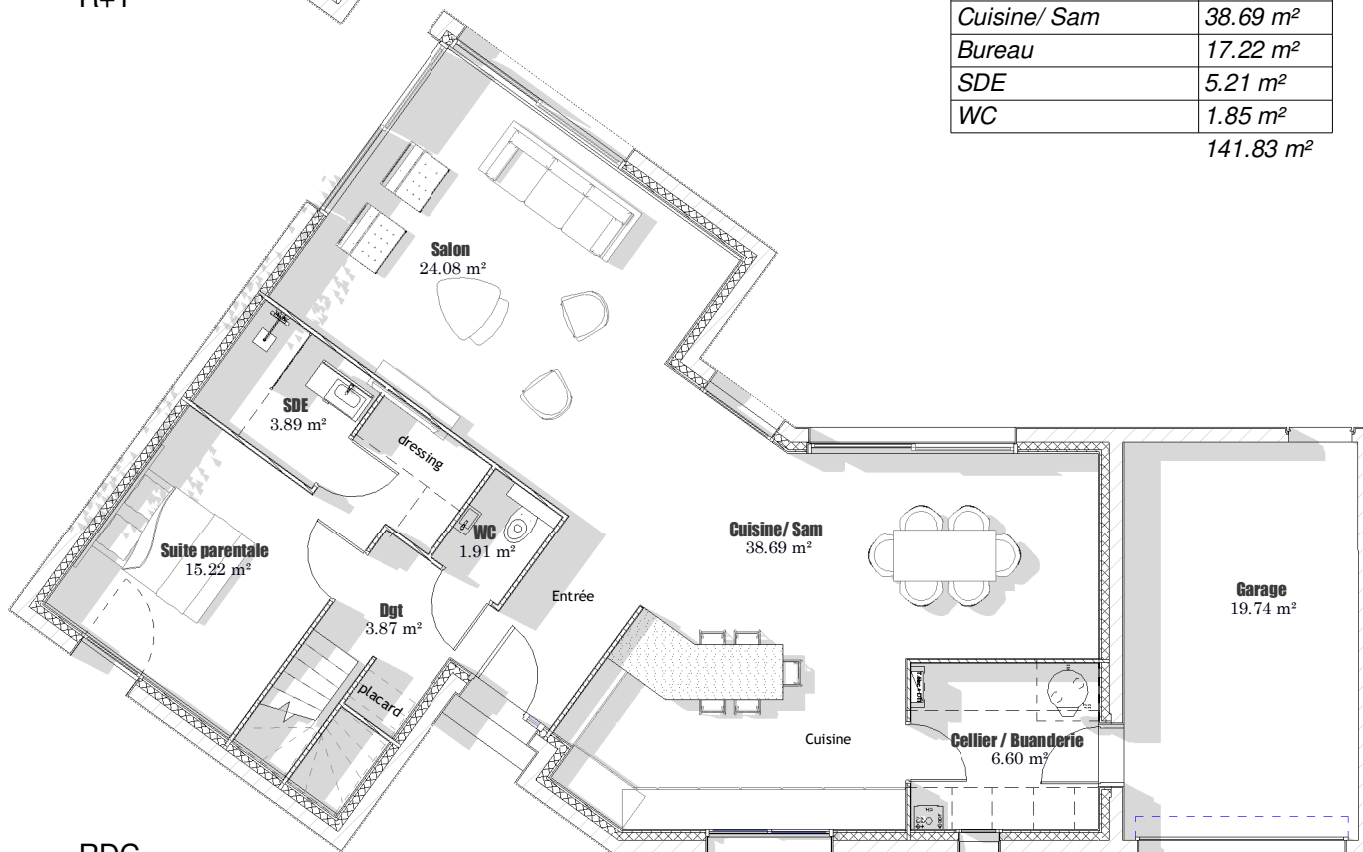 R+1
Cuisine/ Sam 38.69 m²
Bureau 17.22 m²
SDE 5.21 m²
WC 1.85 m²
141.83 m²
Salon
24.08 m²
SDE
3.89 m²
dressing
WC
1.91 m²
Suite parentale
15.22 m²
Dgt
3.87 m²
placard
Entrée
Cuisine/ Sam
38.69 m²
Cuisine
Cellier / Buanderie
6.60 m²
Garage
19.74 m²
RDC